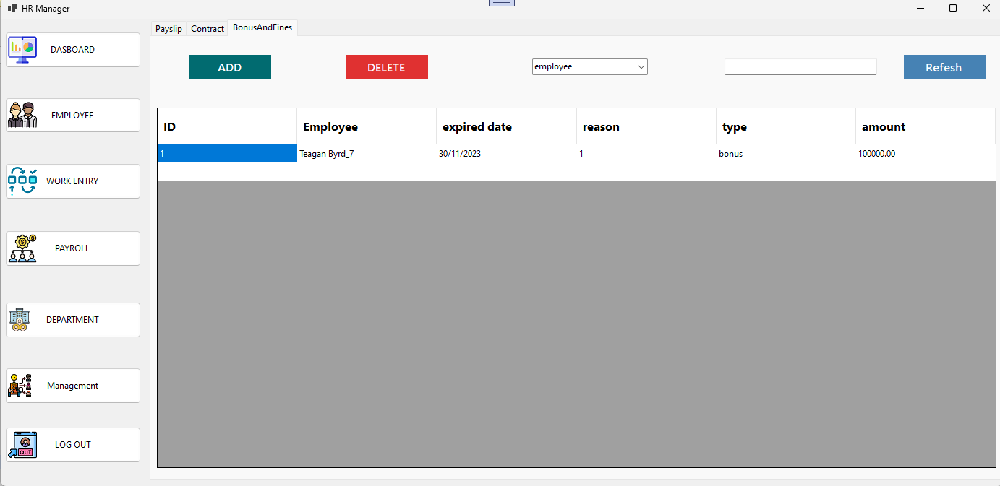 HR Manager
DASBOARD
EMPLOYEE
WORK ENTRY
PAYROLL
DEPARTMENT
Management
OUT
LOG OUT
Payslip Contract BonusAndFines
ADD DELETE employee Refesh
ID Employee expired date reason type amount
1 Teagan Byrd_7 30/11/2023 1 bonus 100000.00